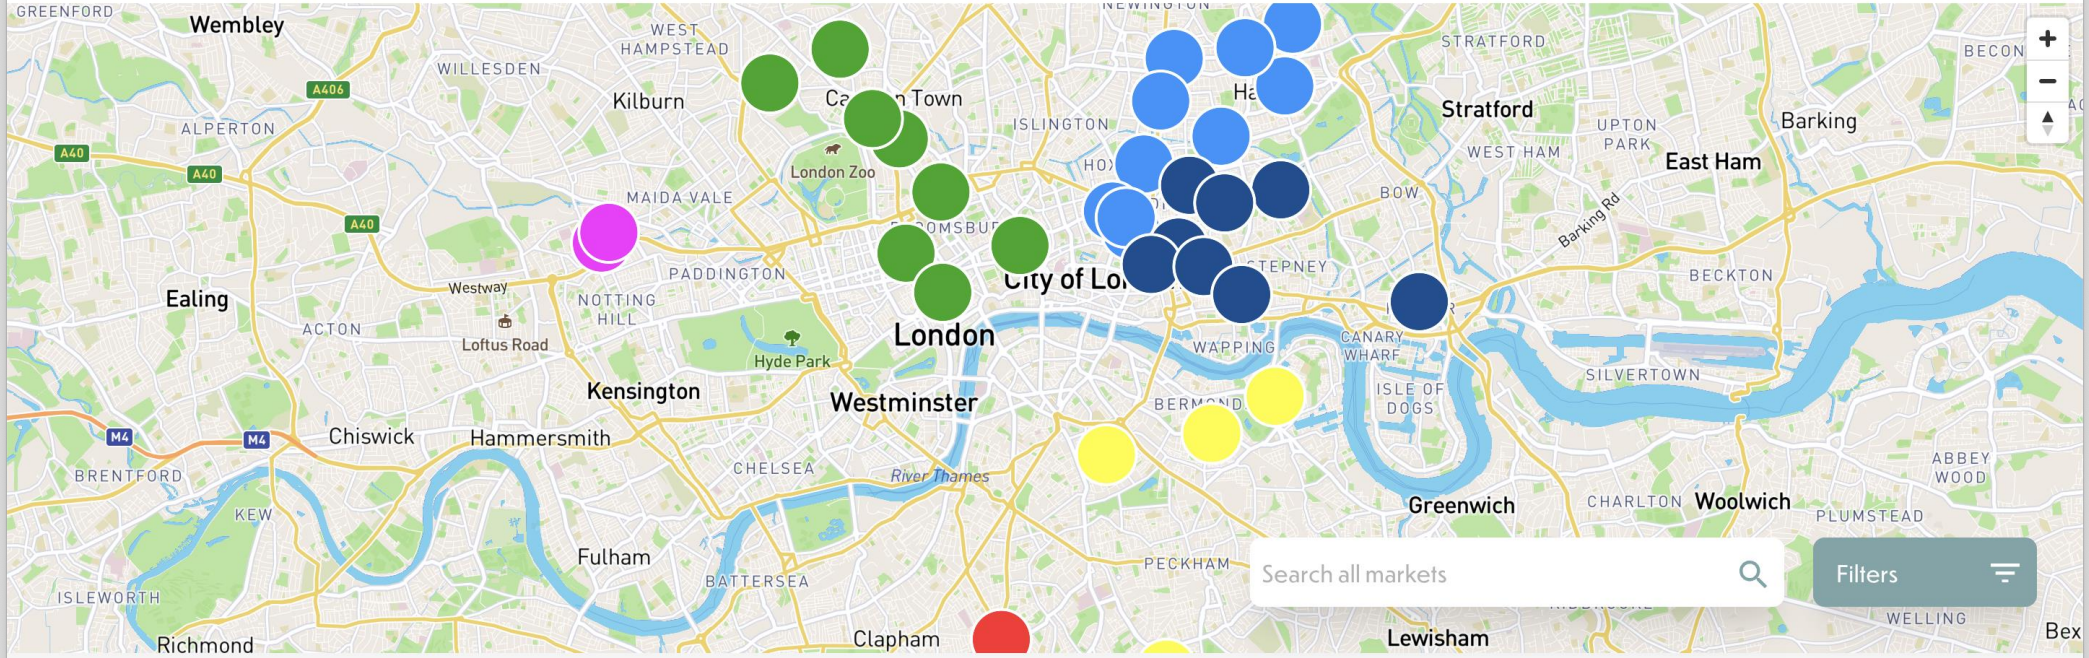 GREENFORD
Wembley
WEST
HAMPSTEAD
NEWINGTON
STRATFORD
BECON
+
WILLESDEN
A406
Kilburn
Town
Stratford
Barking
ALPERTON
ISLINGTON
UPTON
PARK
A40
London Zoo
WEST HAM
East Ham
A40
MAIDA VALE
BOW
A40
Barking Rd
PADDINGTON
City of
STEPNEY
BECKTON
Westway
Ealing
NOTTING
HILL
ACTON
Loftus Road
London
Hyde Park
WAPPING
CANARY
WHARF
SILVERTOWN
Kensington
Westminster
BERMOND
ISLE OF
DOGS
M4
M4
Chiswick
Hammersmith
BRENTFORD
CHELSEA
River Thames
ABBEY
WOOD
Greenwich
CHARLTON
Woolwich
PLUMSTEAD
KEW
Fulham
BATTERSEA
PECKHAM
Search all markets
Filters
ISLEWORTH
WELLING
Richmond
Clapham
Lewisham
Bex